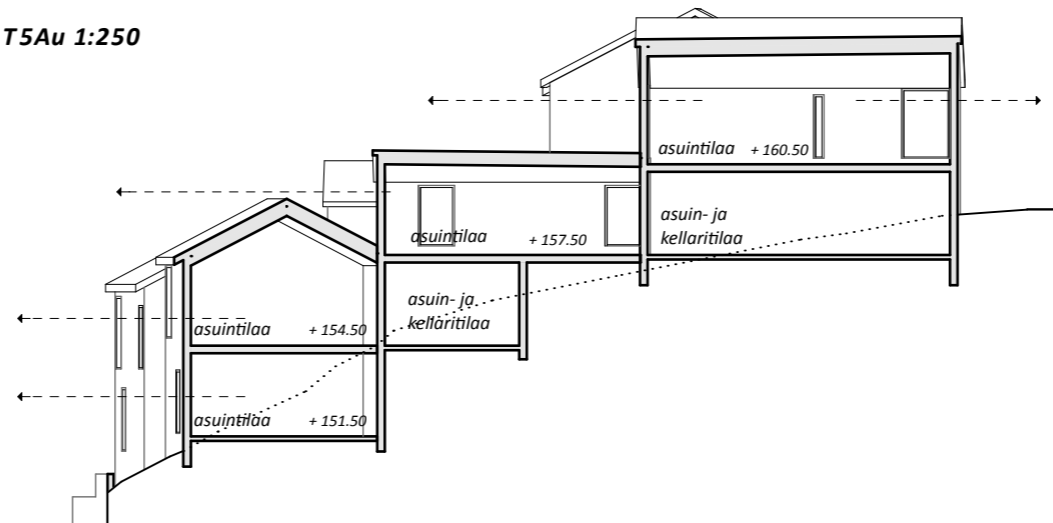 T5Au 1:250
asuintilaa + 160.50
asuin- ja
kellaritilaa
asuintilaa + 157.50
asuin- ja
kellaritilaa
asuintilaa + 154.50
asuintilaa + 151.50